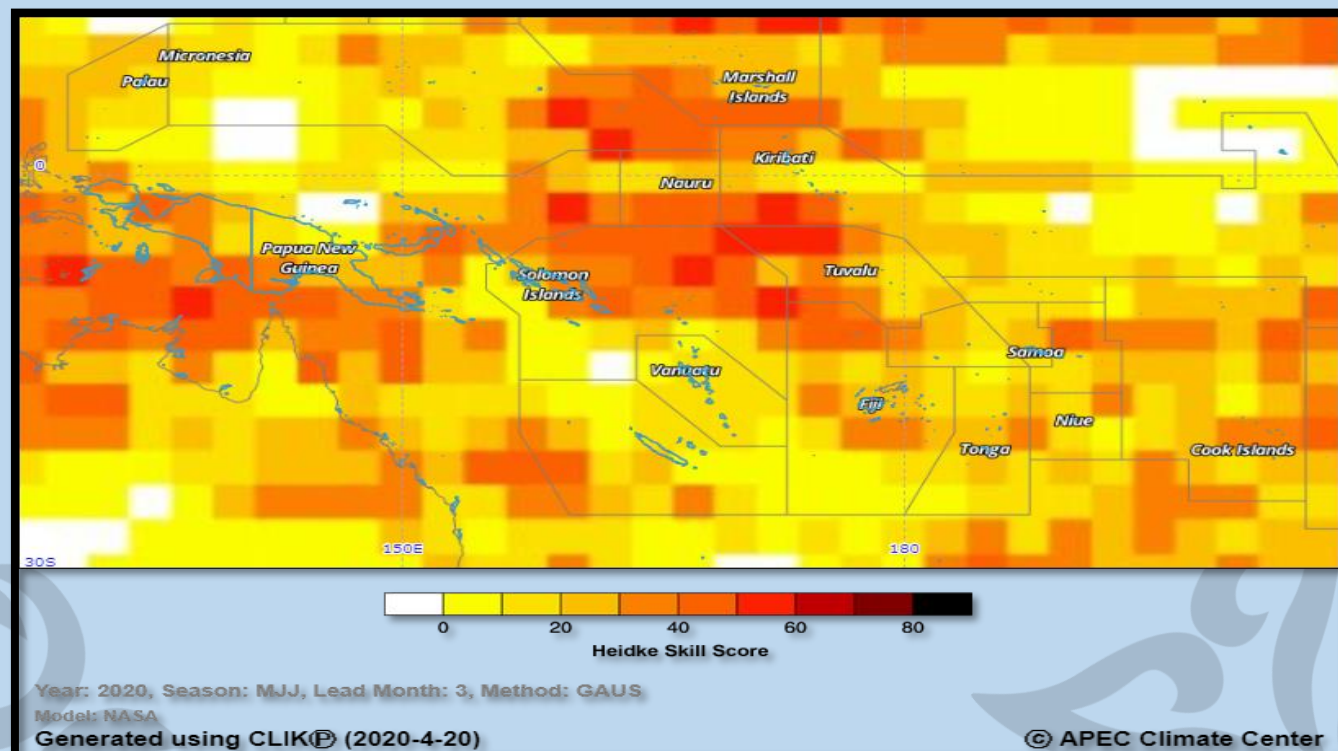 Micronesia
Palau
Marshall
Islands
Kiribati
0
Nauru
Papua New
Guinea
Solomon
Islands
Tuvalu
Samoa
Vanuatu
Fiji
Niue
Tonga
Cook Islands
150E
180
30S
0 20 40 60 80
Heidke Skill Score
Year: 2020, Season: MJJ, Lead Month: 3, Method: GAUS
Model: NASA
Generated using CLIKⓅ (2020-4-20)
© APEC Climate Center